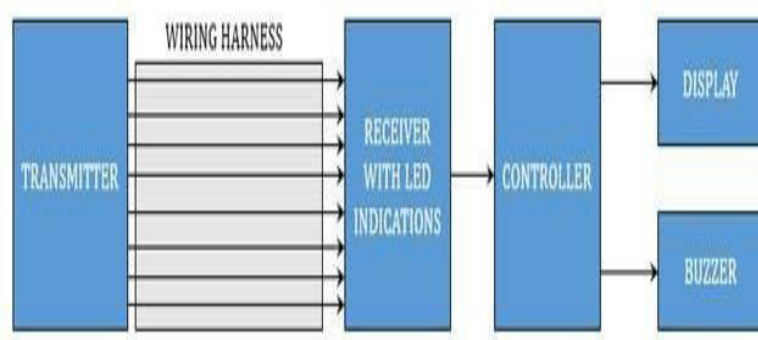 WIRING HARNESS
TRANSMITTER
RECEIVER
WITH LED
INDICATIONS
CONTROLLER
DISPLAY
BUZZER